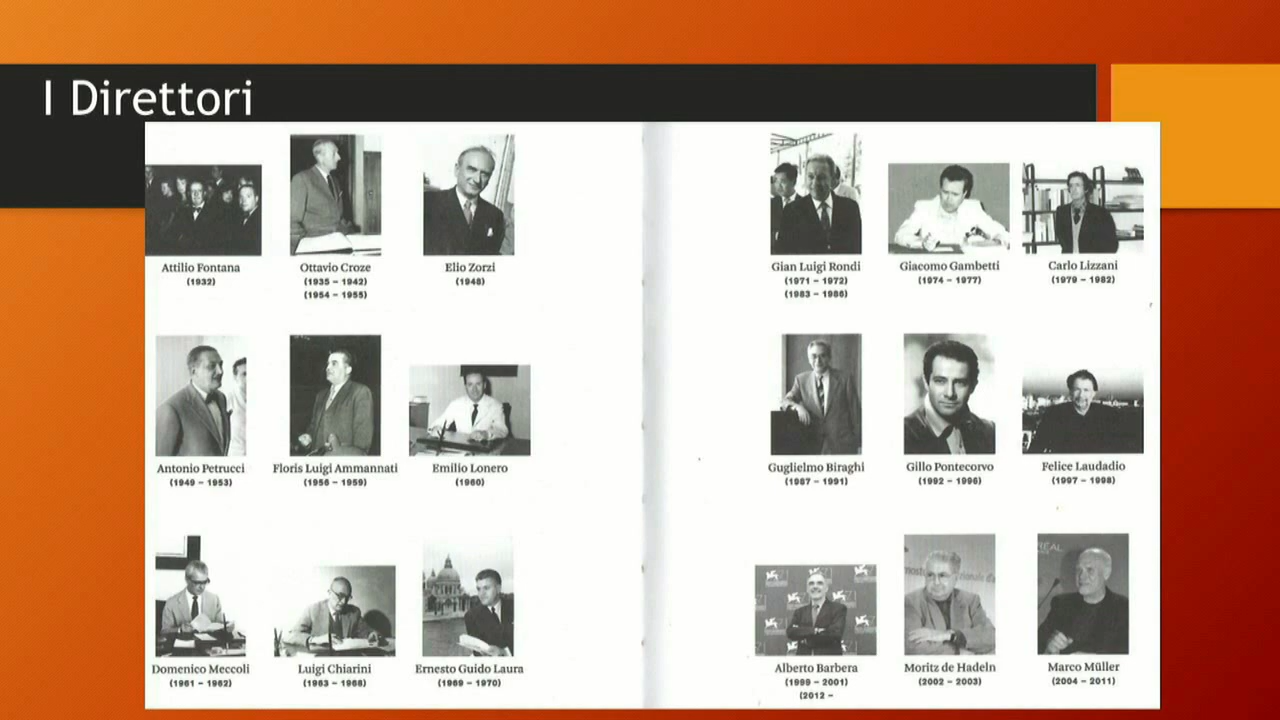 I Direttori
Attilio Fontana
(1932)
Ottavio Croze
(1935 – 1942)
(1954 – 1955)
Elio Zorzi
(1948)
Gian Luigi Rondi
(1971 – 1972)
(1983 – 1986)
Giacomo Gambetti
(1974 – 1977)
Carlo Lizzani
(1979 – 1982)
Antonio Petrucci
(1949 – 1953)
Floris Luigi Ammannati
(1956 – 1959)
Emilio Lonero
(1960)
Guglielmo Biraghi
(1987 – 1991)
Gillo Pontecorvo
(1992 – 1996)
Felice Laudadio
(1997 – 1998)
Domenico Meccoli
(1961 – 1962)
Luigi Chiarini
(1963 – 1968)
Ernesto Guido Laura
(1969 – 1970)
Alberto Barbera
(1999 – 2001)
(2012 –
Moritz de Hadeln
(2002 – 2003)
Marco Müller
(2004 – 2011)